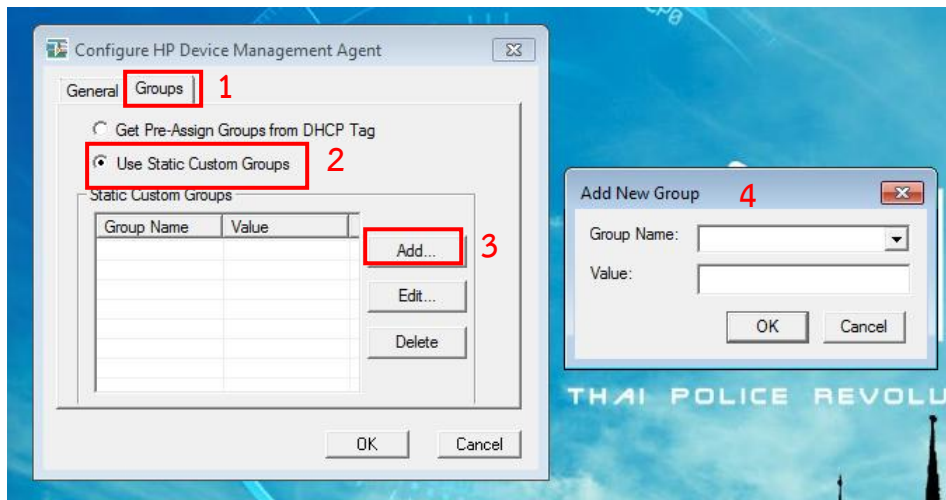 Configure HP Device Management Agent
General Groups 1
Get Pre-Assign Groups from DHCP Tag
Use Static Custom Groups 2
Static Custom Groups
Group Name Value
Add... 3
Edit...
Delete
OK Cancel
Add New Group 4
Group Name:
Value:
OK Cancel
THAI POLICE REVOLU